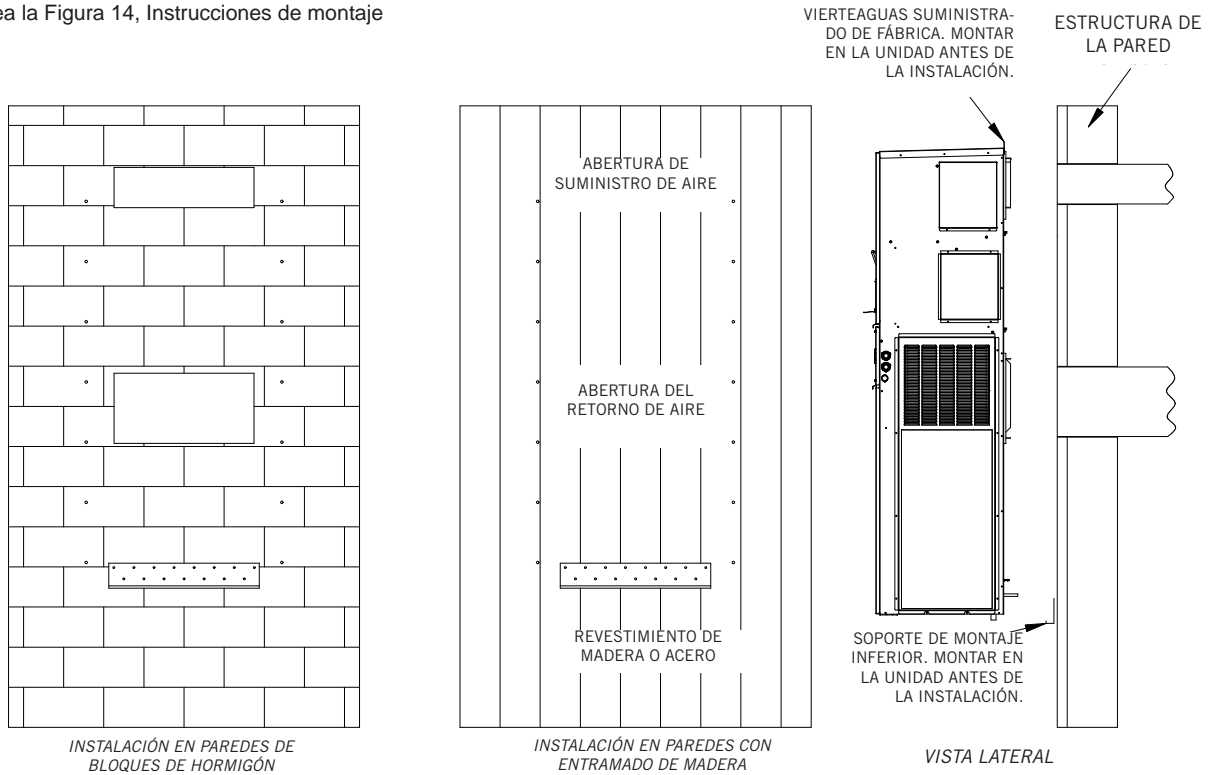 ea la Figura 14, Instrucciones de montaje
VIERTEAGUAS SUMINISTRA-
DO DE FÁBRICA. MONTAR
EN LA UNIDAD ANTES DE
LA INSTALACIÓN.
ESTRUCTURA DE
LA PARED
ABERTURA DE
SUMINISTRO DE AIRE
ABERTURA DEL
RETORNO DE AIRE
REVESTIMIENTO DE
MADERA O ACERO
SOPORTE DE MONTAJE
INFERIOR. MONTAR EN
LA UNIDAD ANTES DE
LA INSTALACIÓN.
INSTALACIÓN EN PAREDES DE
BLOQUES DE HORMIGÓN
INSTALACIÓN EN PAREDES CON
ENTRAMADO DE MADERA
VISTA LATERAL